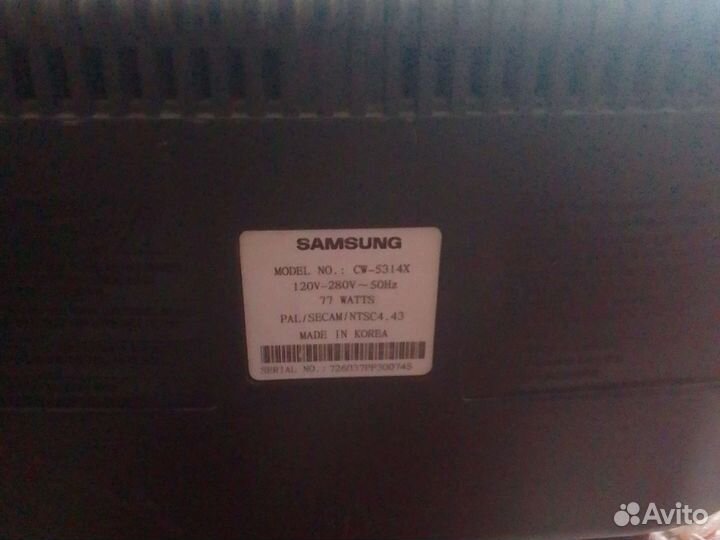 SAMSUNG
MODEL NO.: CW-5314X
120V-280V~50Hz
77 WATTS
PAL/SECAM/NTSC4.43
MADE IN KOREA
SERIAL NO.:
Avito